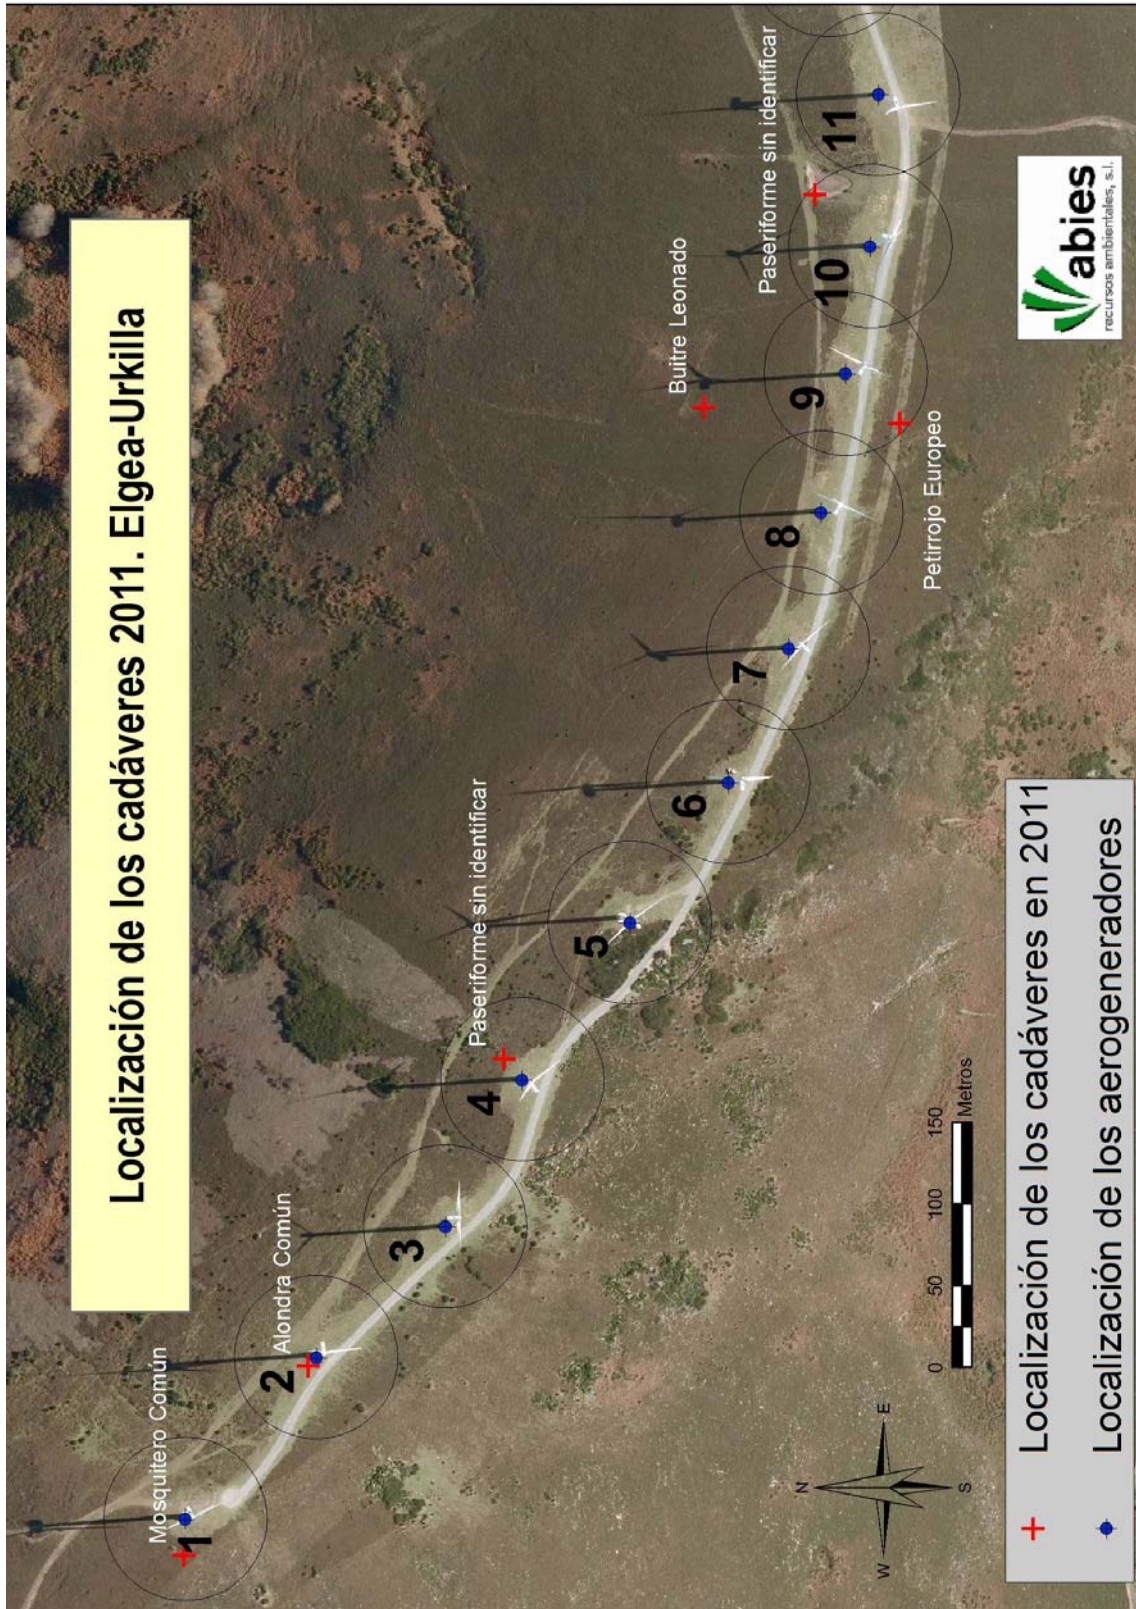 Localización de los cadáveres 2011. Elgea-Urkilla
Mosquitero Común
1
2
Alondra Común
3
4
Paseriforme sin identificar
5
6
7
8
9
Buitre Leonado
10
Paseriforme sin identificar
11
Petirrojo Europeo
N
W
E
S
0
50
100
150
Metros
Localización de los cadáveres en 2011
Localización de los aerogeneradores
abies
recursos ambientales, s.l.